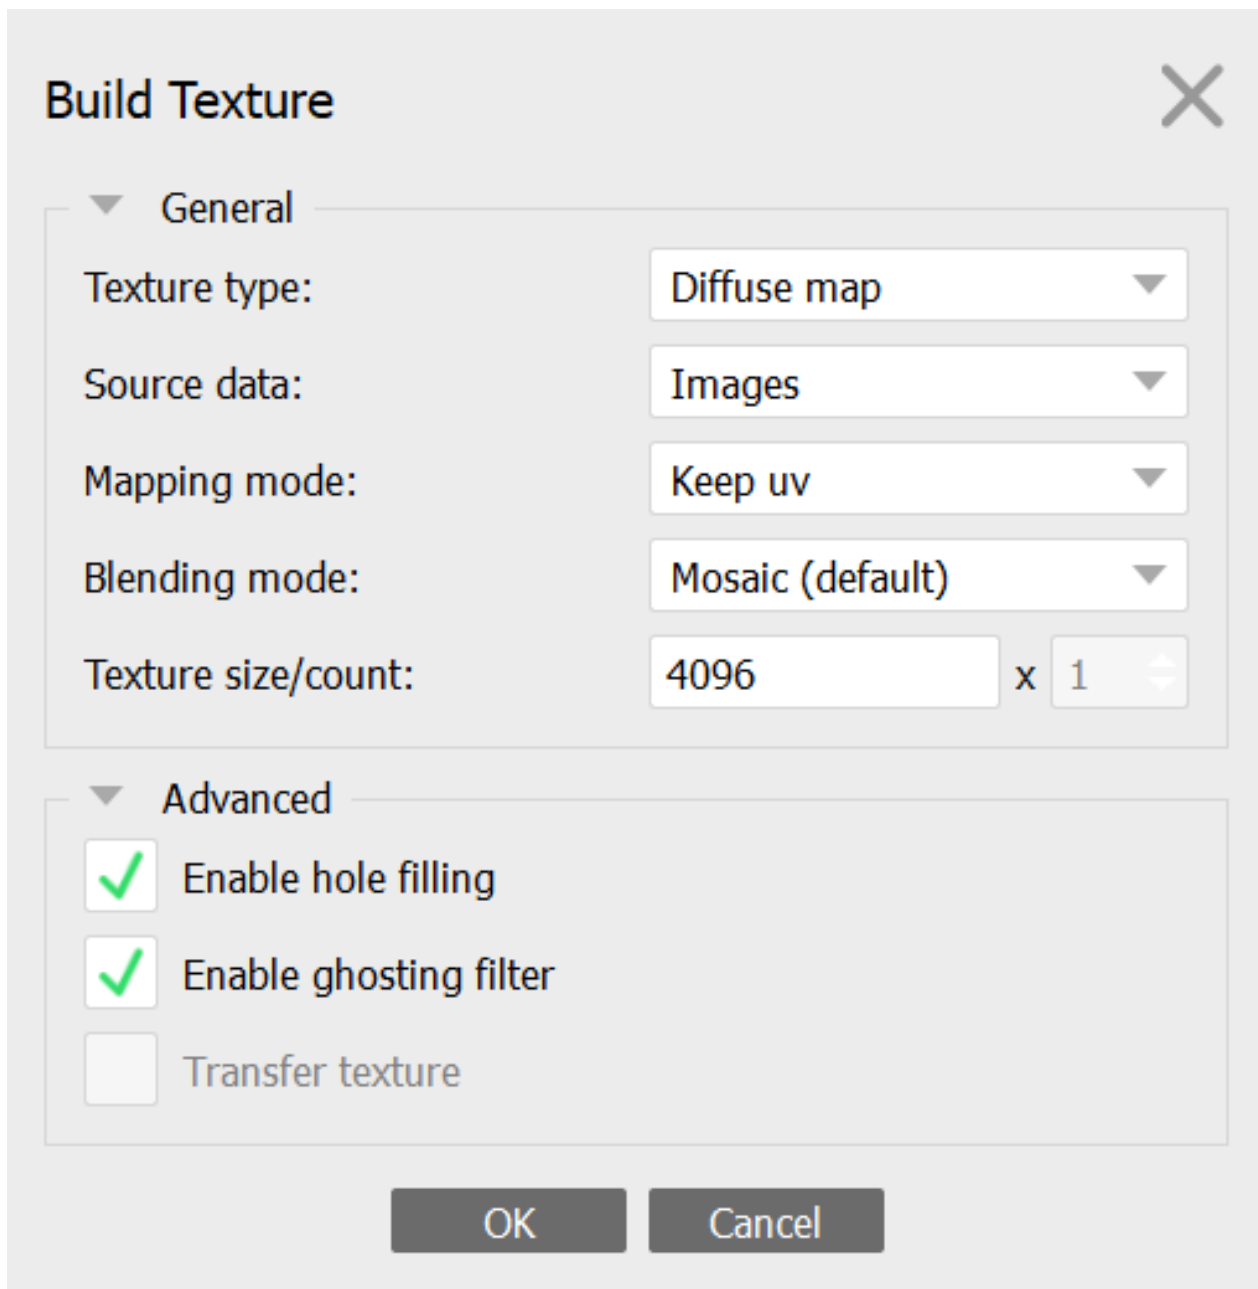 Build Texture
General
Texture type: Diffuse map
Source data: Images
Mapping mode: Keep uv
Blending mode: Mosaic (default)
Texture size/count: 4096 x 1
Advanced
Enable hole filling
Enable ghosting filter
Transfer texture
OK Cancel